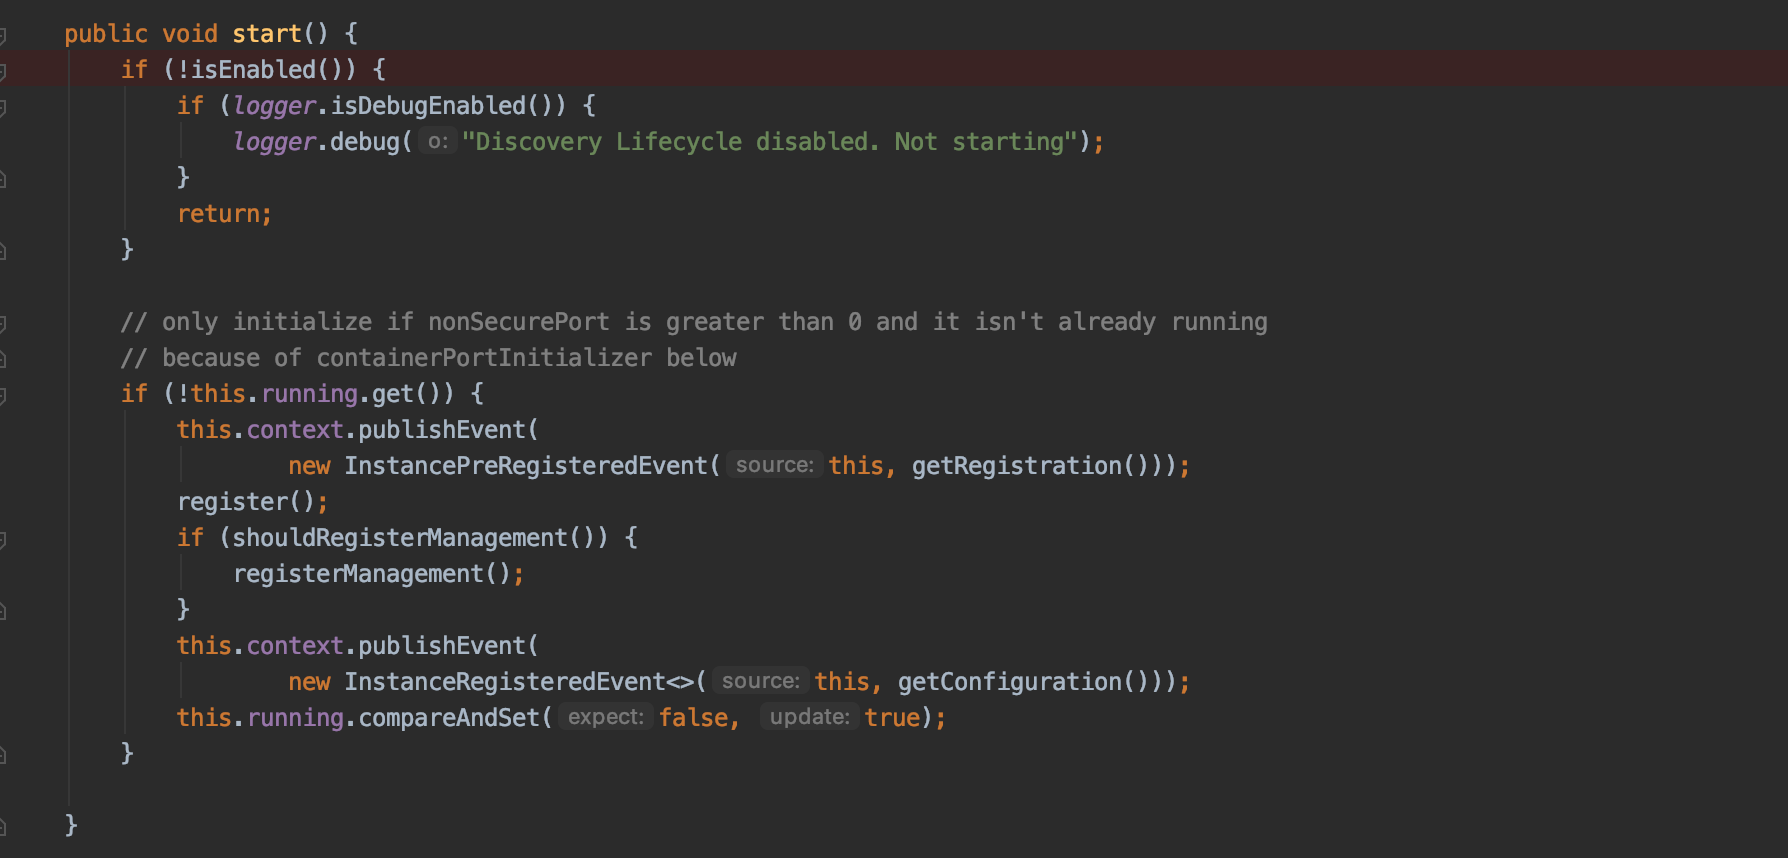 public void start() {
if (!isEnabled()) {
if (logger.isDebugEnabled()) {
logger.debug( o: "Discovery Lifecycle disabled. Not starting");
}
return;
}
// only initialize if nonSecurePort is greater than 0 and it isn't already running
// because of containerPortInitializer below
if (!this.running.get()) {
this.context.publishEvent(
new InstancePreRegisteredEvent( source: this, getRegistration()));
register();
if (shouldRegisterManagement()) {
registerManagement();
}
this.context.publishEvent(
new InstanceRegisteredEvent<>( source: this, getConfiguration()));
this.running.compareAndSet( expect: false, update: true);
}
}